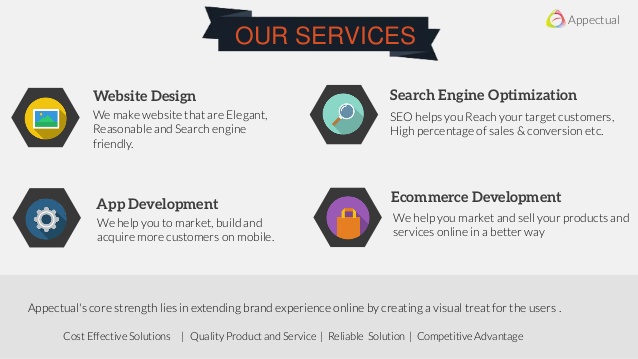 OUR SERVICES
Appectual
Website Design
We make website that are Elegant,
Reasonable and Search engine
friendly.
Search Engine Optimization
SEO helps you Reach your target customers,
High percentage of sales & conversion etc.
App Development
We help you to market, build and
acquire more customers on mobile.
Ecommerce Development
We help you market and sell your products and
services online in a better way
Appectual's core strength lies in extending brand experience online by creating a visual treat for the users .
Cost Effective Solutions | Quality Product and Service | Reliable Solution | Competitive Advantage